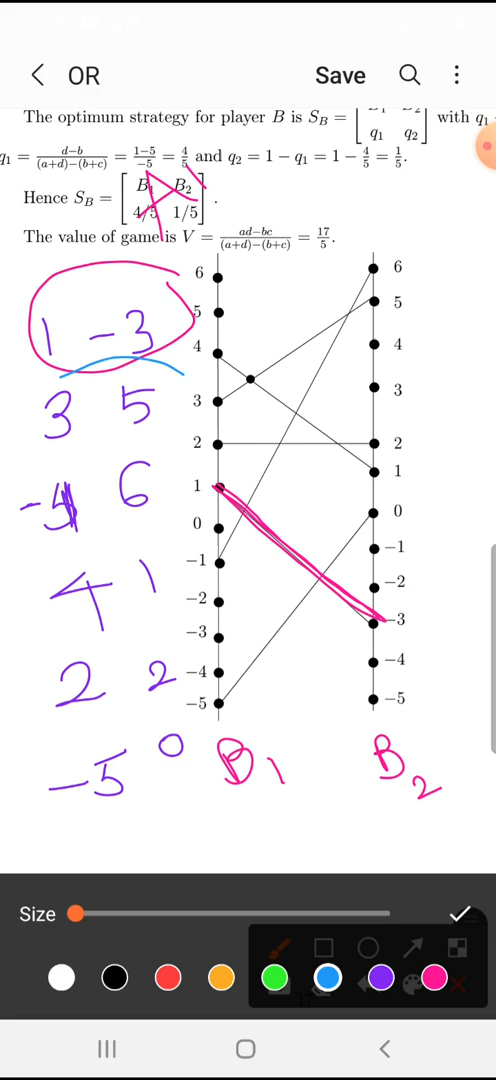 OR Save
The optimum strategy for player B is S_B = [ q₁ q₂ ] with q₁
q₁ = (d−b)/((a+d)−(b+c)) = (1−5)/(−5) = 4/5 and q₂ = 1 − q₁ = 1 − 4/5 = 1/5.
Hence S_B = [ B₁ B₂
4/5 1/5 ] .
The value of game is V = (ad−bc)/((a+d)−(b+c)) = 17/5.
6 6
5 5
1 −3 4 4
3 5 3 3
2 2
−5 6 1 1
0 0
4 1 −1 −1
−2 −2
−3 −3
2 2 −4 −4
−5 −5
−5 0 B₁ B₂
Size